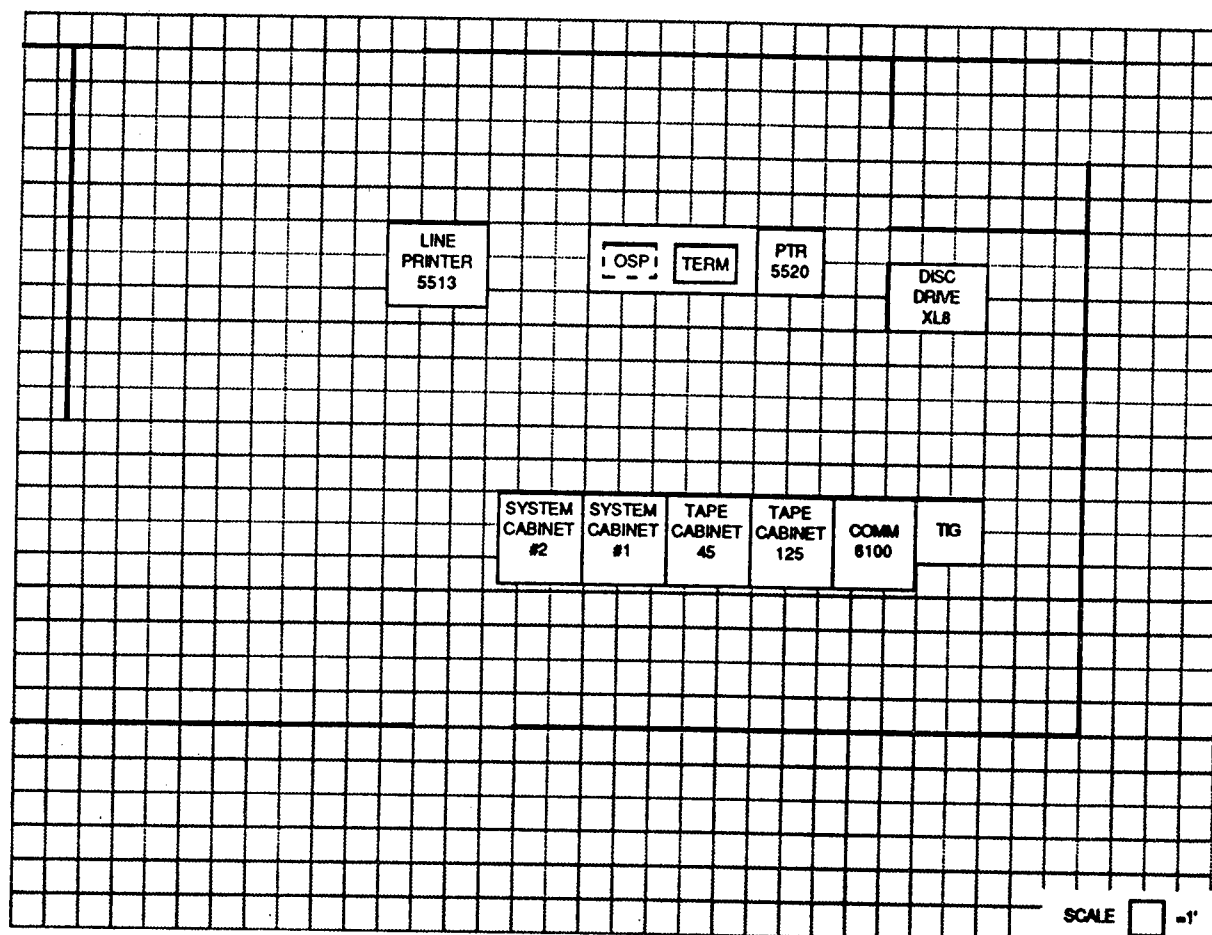 LINE
PRINTER
5513
OSP
TERM
PTR
5520
DISC
DRIVE
XL8
SYSTEM
CABINET
#2
SYSTEM
CABINET
#1
TAPE
CABINET
45
TAPE
CABINET
125
COMM
6100
TIG
SCALE =1'